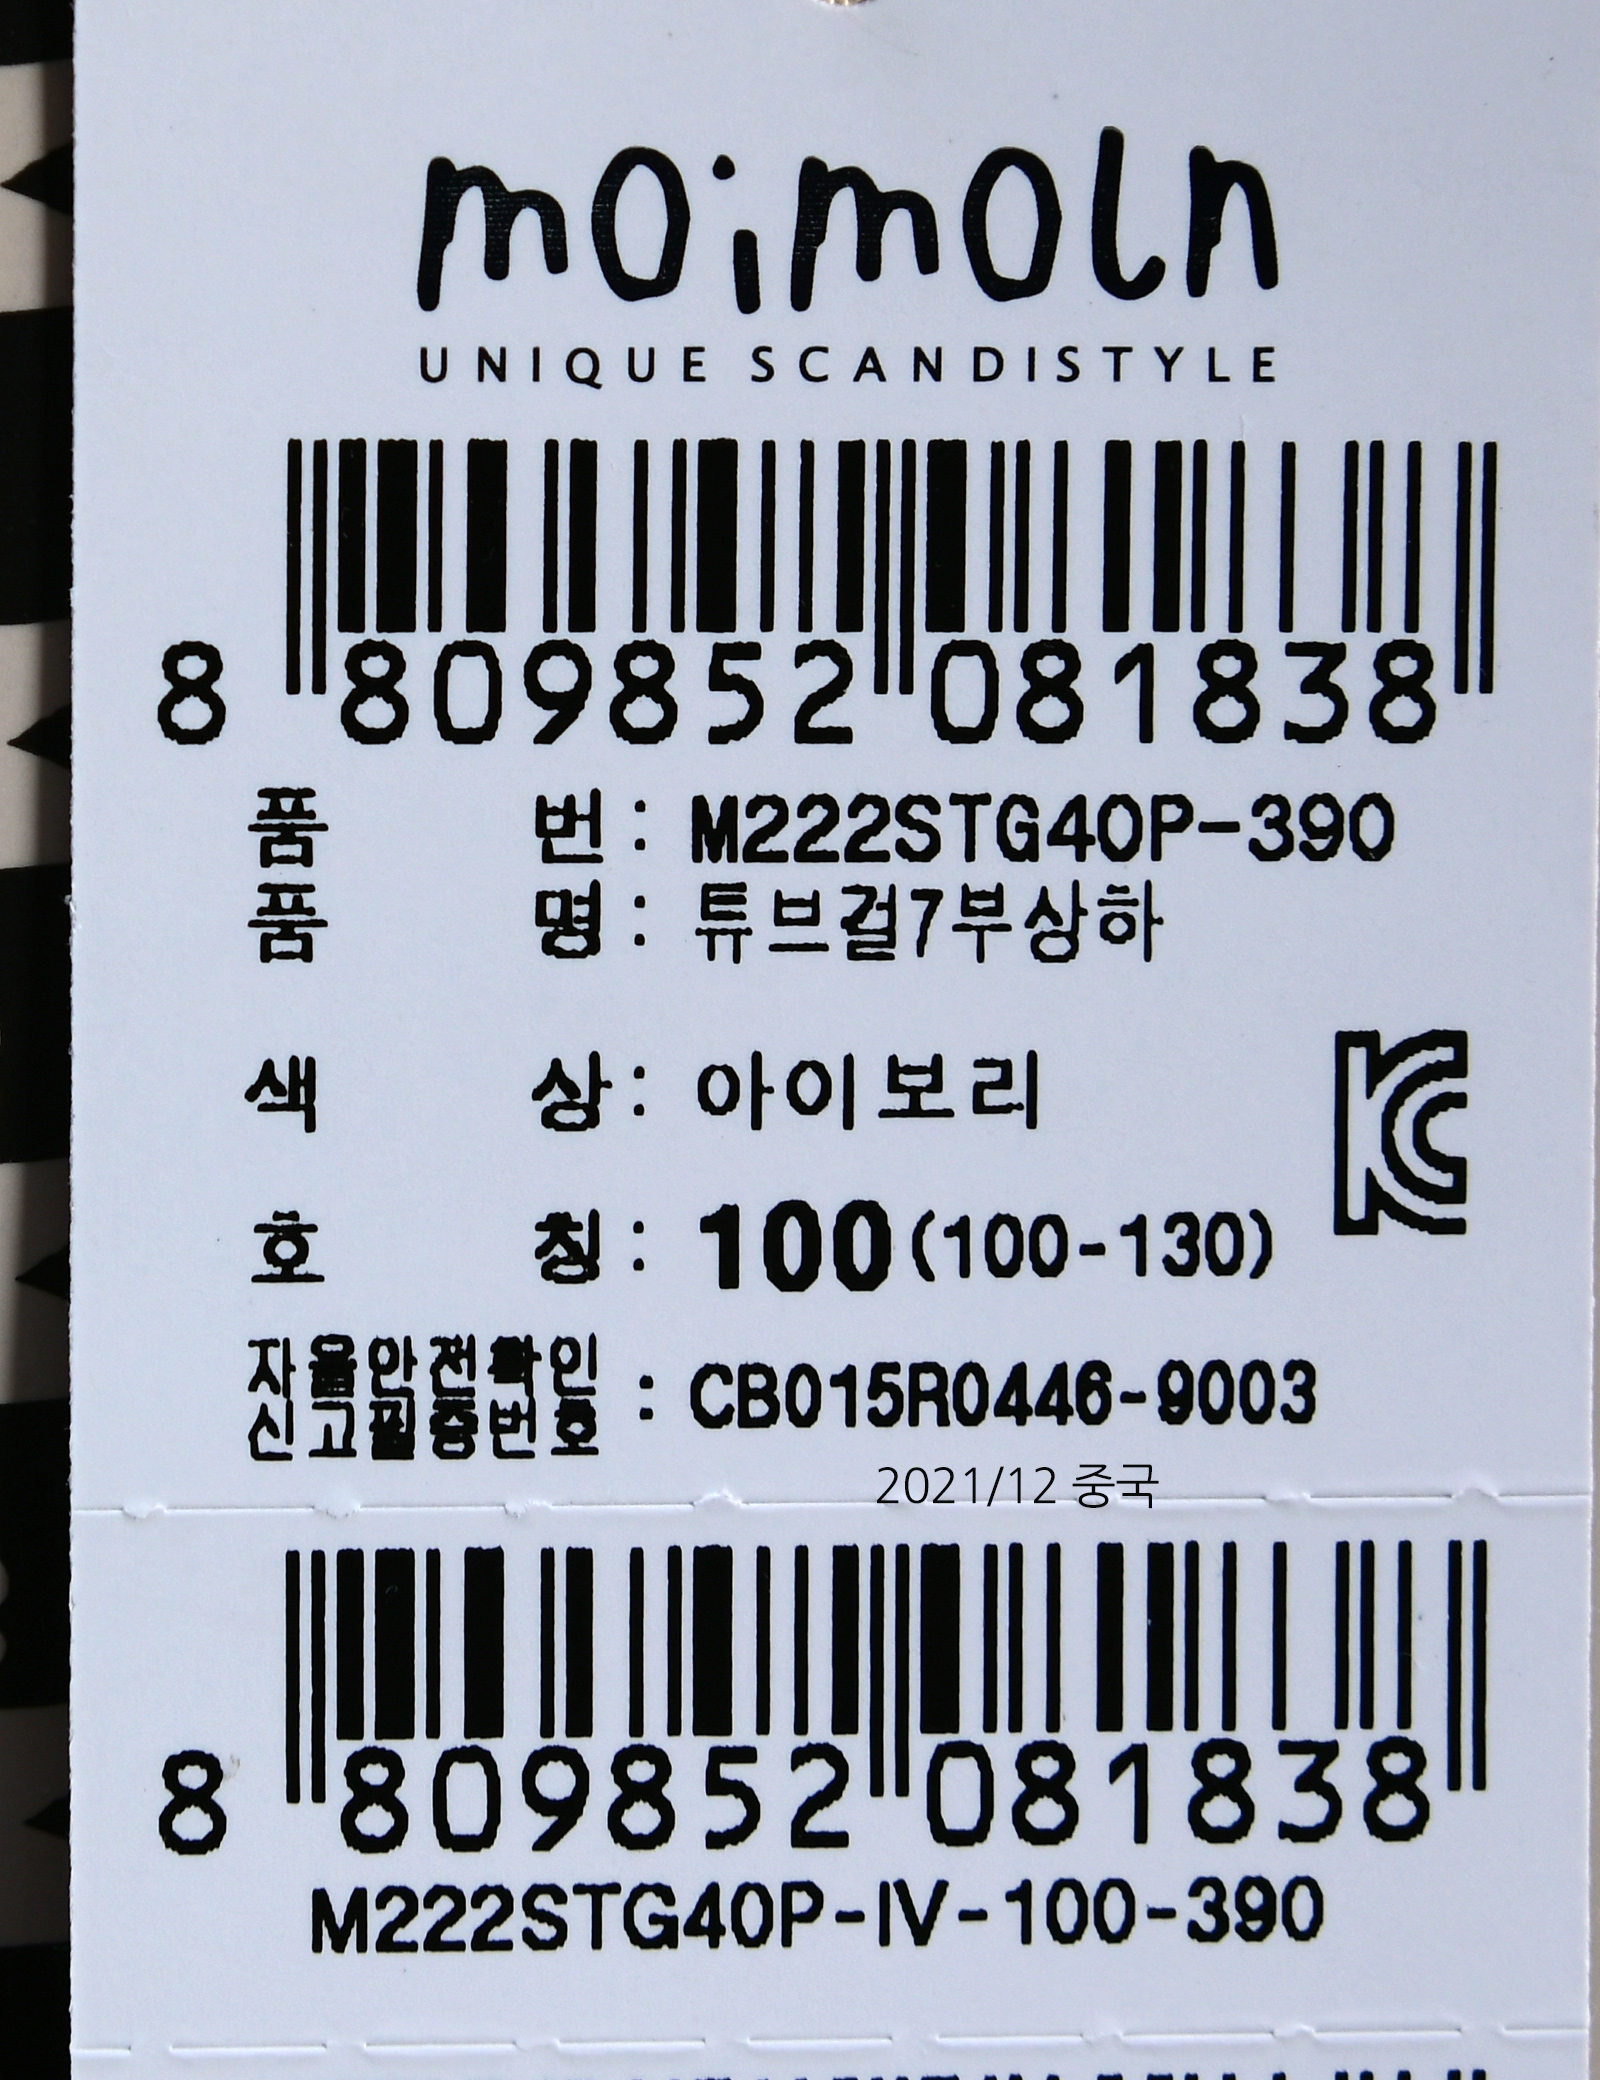 moimoln
UNIQUE SCANDISTYLE
8 809852 081838
품 번 : M222STG40P-390
품 명 : 튜브걸7부상하
색 상 : 아이보리
KC
호 칭 : 100(100-130)
자율안전확인
신고필증번호 : CB015R0446-9003
2021/12 중국
8 809852 081838
M222STG40P-IV-100-390